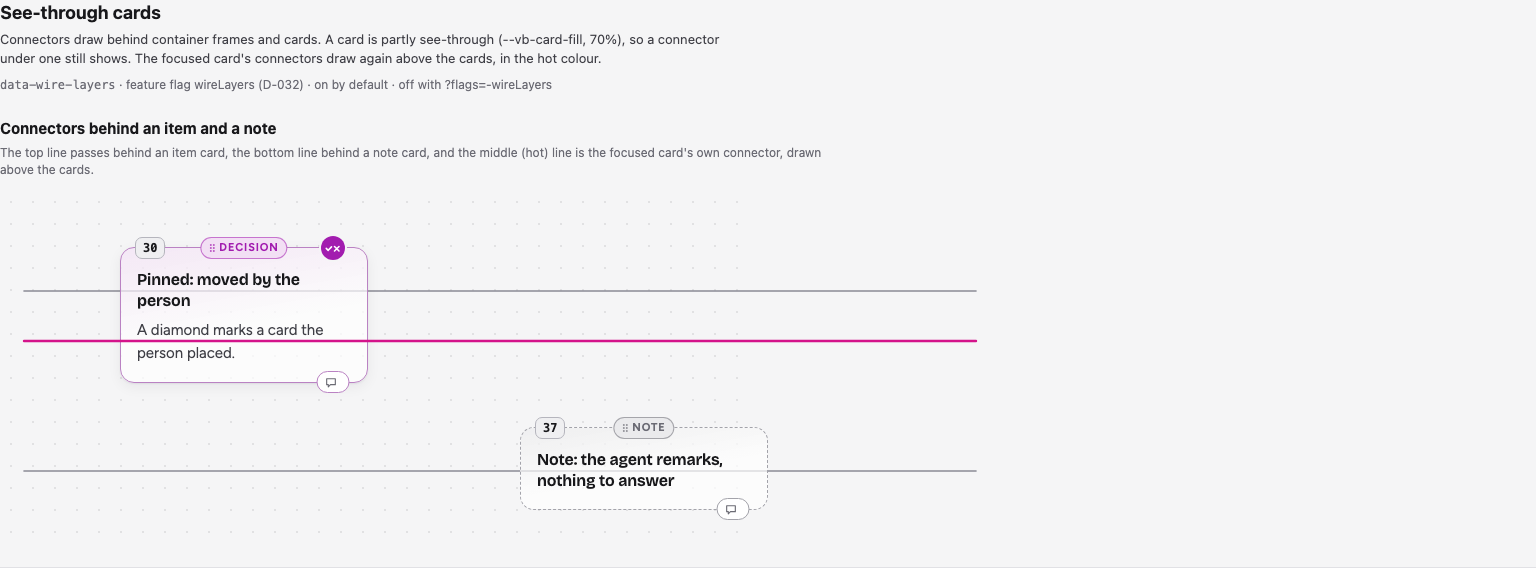 See-through cards
Connectors draw behind container frames and cards. A card is partly see-through (--vb-card-fill, 70%), so a connector
under one still shows. The focused card's connectors draw again above the cards, in the hot colour.
data-wire-layers · feature flag wireLayers (D-032) · on by default · off with ?flags=-wireLayers
Connectors behind an item and a note
The top line passes behind an item card, the bottom line behind a note card, and the middle (hot) line is the focused card's own connector, drawn
above the cards.
30 DECISION
Pinned: moved by the
person
A diamond marks a card the
person placed.
37 NOTE
Note: the agent remarks,
nothing to answer